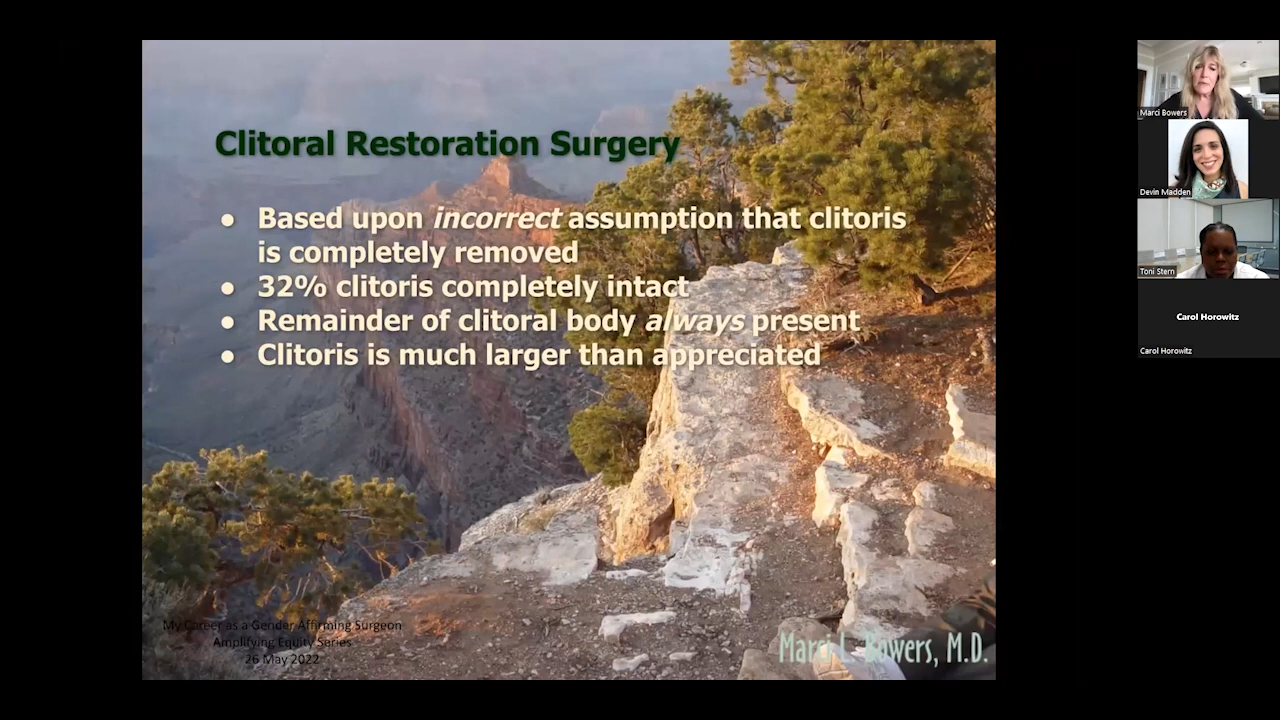 Clitoral Restoration Surgery
● Based upon incorrect assumption that clitoris
is completely removed
● 32% clitoris completely intact
● Remainder of clitoral body always present
● Clitoris is much larger than appreciated
My Career as a Gender Affirming Surgeon
Amplifying Equity Series
26 May 2022
Marci L. Bowers, M.D.
Marci Bowers
Devin Madden
Toni Stern
Carol Horowitz
Carol Horowitz